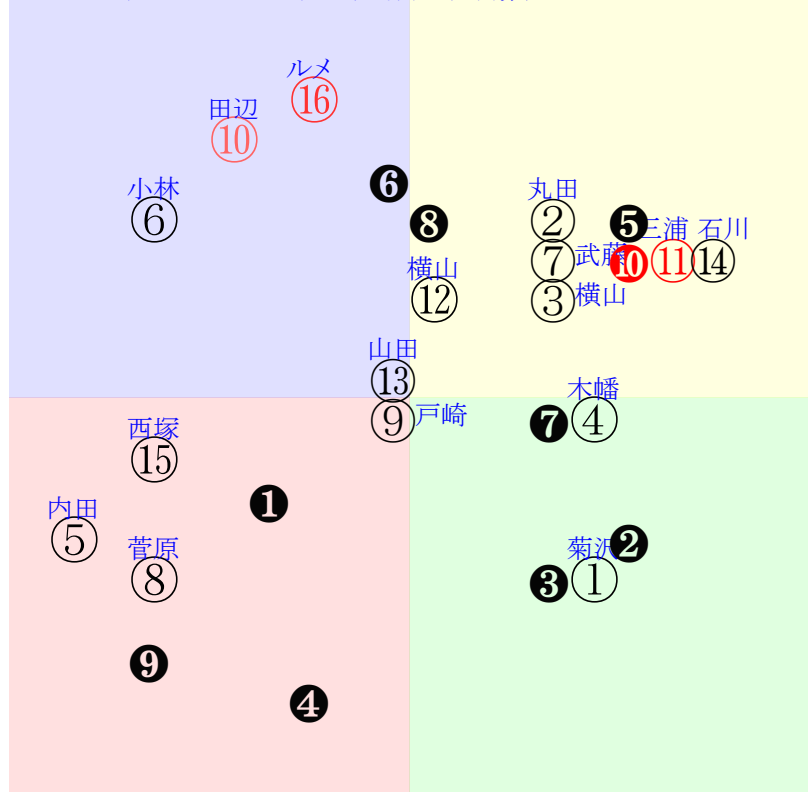 ルメ
⑯
田辺
⑩
小林
⑥
❻
❽
丸田
②
❺
三浦
石川
⑦
武藤
❿
⑪
⑭
横山
⑫
③
横山
山田
⑬
⑨
戸崎
木幡
❼
④
西塚
⑮
❶
内田
⑤
菅原
⑧
菊沢
❷
❸
①
❾
❹